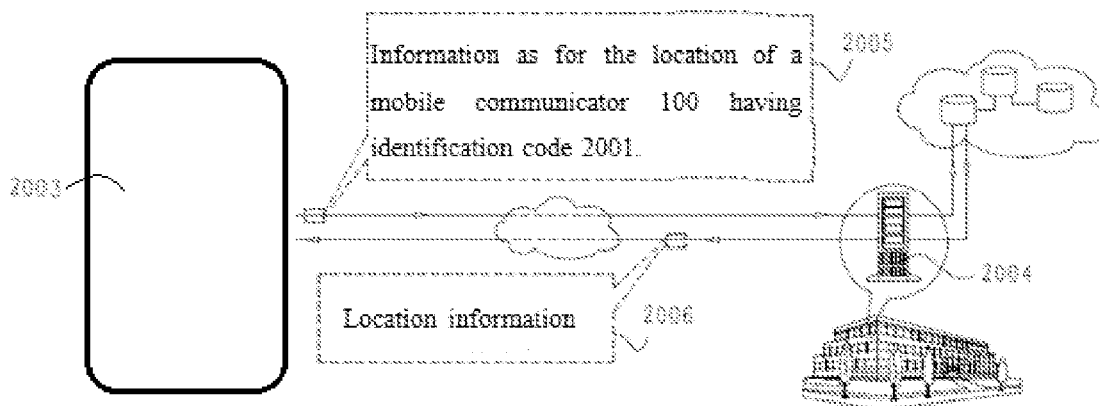 2005
Information as for the location of a
mobile communicator 100 having
identification code 2001.
2003
2004
Location information
2006